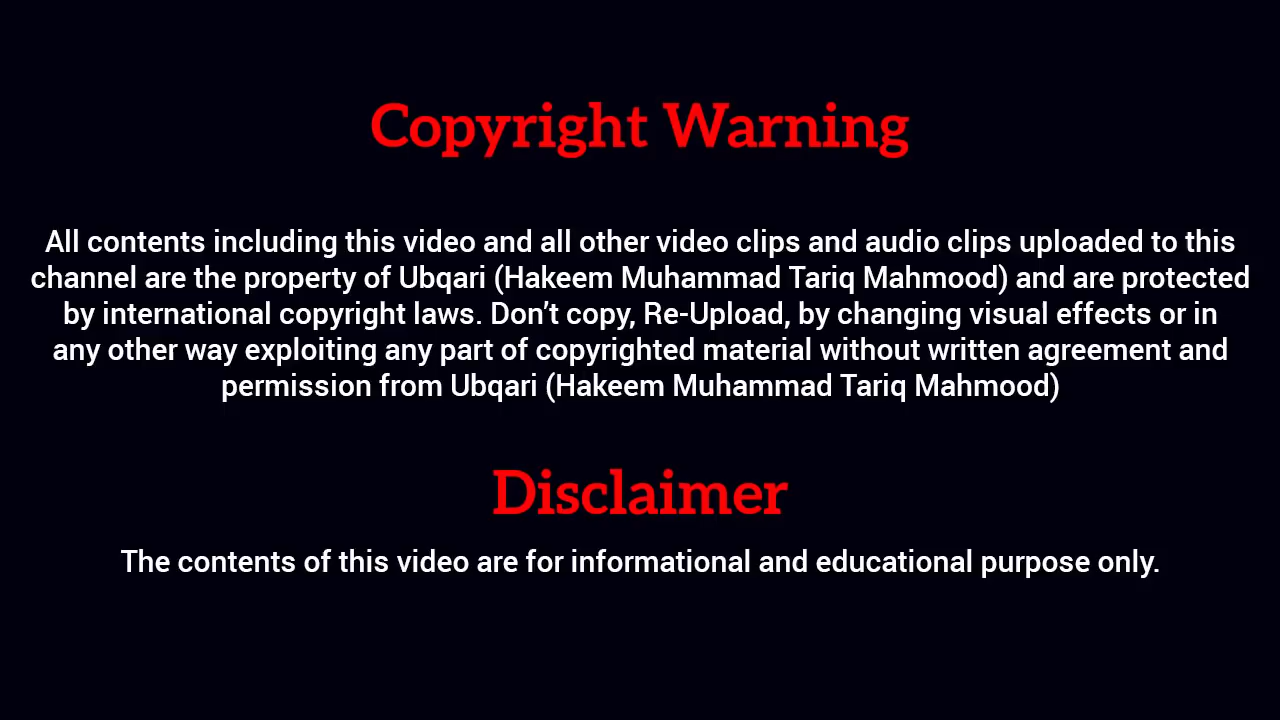 Copyright Warning
All contents including this video and all other video clips and audio clips uploaded to this
channel are the property of Ubqari (Hakeem Muhammad Tariq Mahmood) and are protected
by international copyright laws. Don’t copy, Re-Upload, by changing visual effects or in
any other way exploiting any part of copyrighted material without written agreement and
permission from Ubqari (Hakeem Muhammad Tariq Mahmood)
Disclaimer
The contents of this video are for informational and educational purpose only.